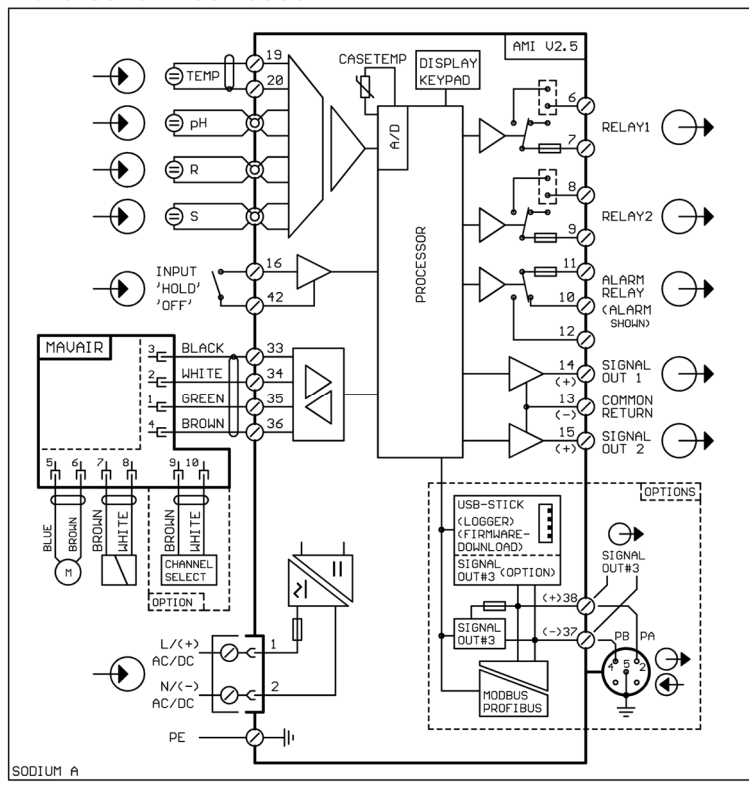 AMI V2.5
19
TEMP
20
pH
R
S
CASETEMP
DISPLAY
KEYPAD
A/D
PROCESSOR
6
RELAY1
7
8
RELAY2
9
INPUT
'HOLD'
'OFF'
16
42
11
ALARM
RELAY
10
(ALARM
SHOWN)
12
MAVAIR
3
BLACK
33
2
WHITE
34
1
GREEN
35
4
BROWN
36
14
(+)
SIGNAL
OUT 1
13
(-)
COMMON
RETURN
15
(+)
SIGNAL
OUT 2
5
6
7
8
9
10
BLUE
BROWN
BROWN
WHITE
BROWN
WHITE
M
CHANNEL
SELECT
OPTION
OPTIONS
USB-STICK
(LOGGER)
(FIRMWARE-
DOWNLOAD)
SIGNAL
OUT#3 (OPTION)
SIGNAL
OUT#3
(+)38
SIGNAL
OUT#3
(-)37
PB PA
4
5
2
MODBUS
PROFIBUS
L/(+)
AC/DC
1
N/(-)
AC/DC
2
PE
SODIUM A